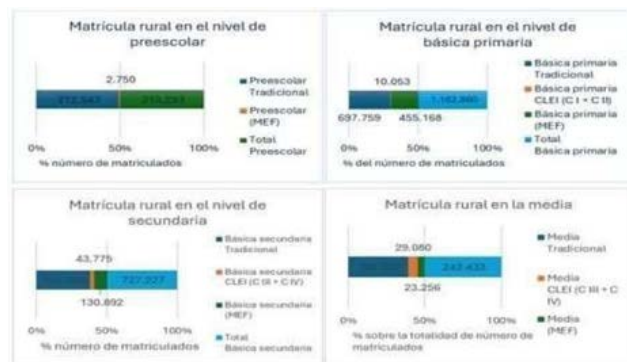 Matrícula rural en el nivel de
preescolar
2.750
Preescolar
Tradicional
Preescolar
(MEF)
Total
Preescolar
0%
50%
100%
% número de matriculados
Matrícula rural en el nivel de
básica primaria
10.053
1.162.980
697.759
455.168
Básica primaria
Tradicional
Básica primaria
CLEI (C I + C II)
Básica primaria
(MEF)
Total
Básica primaria
0%
50%
100%
% del número de matriculados
Matrícula rural en el nivel de
secundaria
43.775
727.227
130.892
Básica secundaria
Tradicional
Básica secundaria
CLEI (C III + C IV)
Básica secundaria
(MEF)
Total
Básica secundaria
0%
50%
100%
% número de matriculados
Matrícula rural en la media
29.080
242.433
23.256
Media
Tradicional
Media
CLEI (C III + C
IV)
Media
(MEF)
0%
50%
100%
% sobre la totalidad de número de
matriculados